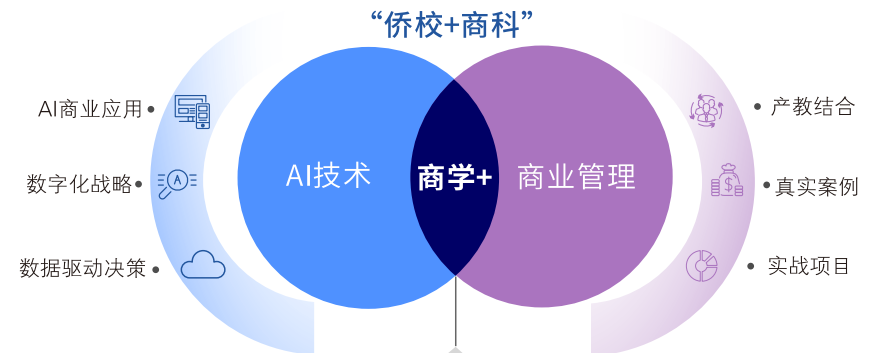 “侨校+商科”
AI商业应用
数字化战略
数据驱动决策
AI技术
商学+
商业管理
产教结合
真实案例
实战项目